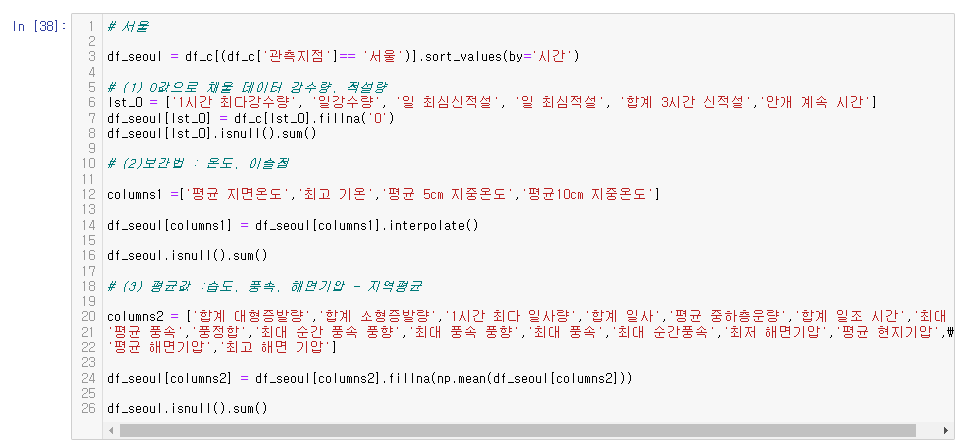 In [38]:
1 # 서울
2
3 df_seoul = df_c[(df_c['관측지점']== '서울')].sort_values(by='시간')
4
5 # (1) 0값으로 채울 데이터 강수량, 적설량
6 lst_0 = ['1시간 최다강수량', '일강수량', '일 최심신적설', '일 최심적설', '합계 3시간 신적설','안개 계속 시간']
7 df_seoul[lst_0] = df_c[lst_0].fillna('0')
8 df_seoul[lst_0].isnull().sum()
9
10 # (2)보간법 : 온도, 이슬점
11
12 columns1 =['평균 지면온도','최고 기온','평균 5cm 지중온도','평균10cm 지중온도']
13
14 df_seoul[columns1] = df_seoul[columns1].interpolate()
15
16 df_seoul.isnull().sum()
17
18 # (3) 평균값 :습도, 풍속, 해면기압 - 지역평균
19
20 columns2 = ['합계 대형증발량','합계 소형증발량','1시간 최다 일사량','합계 일사','평균 중하층운량','합계 일조 시간','최대
21 '평균 풍속','풍정합','최대 순간 풍속 풍향','최대 풍속 풍향','최대 풍속','최대 순간풍속','최저 해면기압','평균 현지기압',₩
22 '평균 해면기압','최고 해면 기압']
23
24 df_seoul[columns2] = df_seoul[columns2].fillna(np.mean(df_seoul[columns2]))
25
26 df_seoul.isnull().sum()